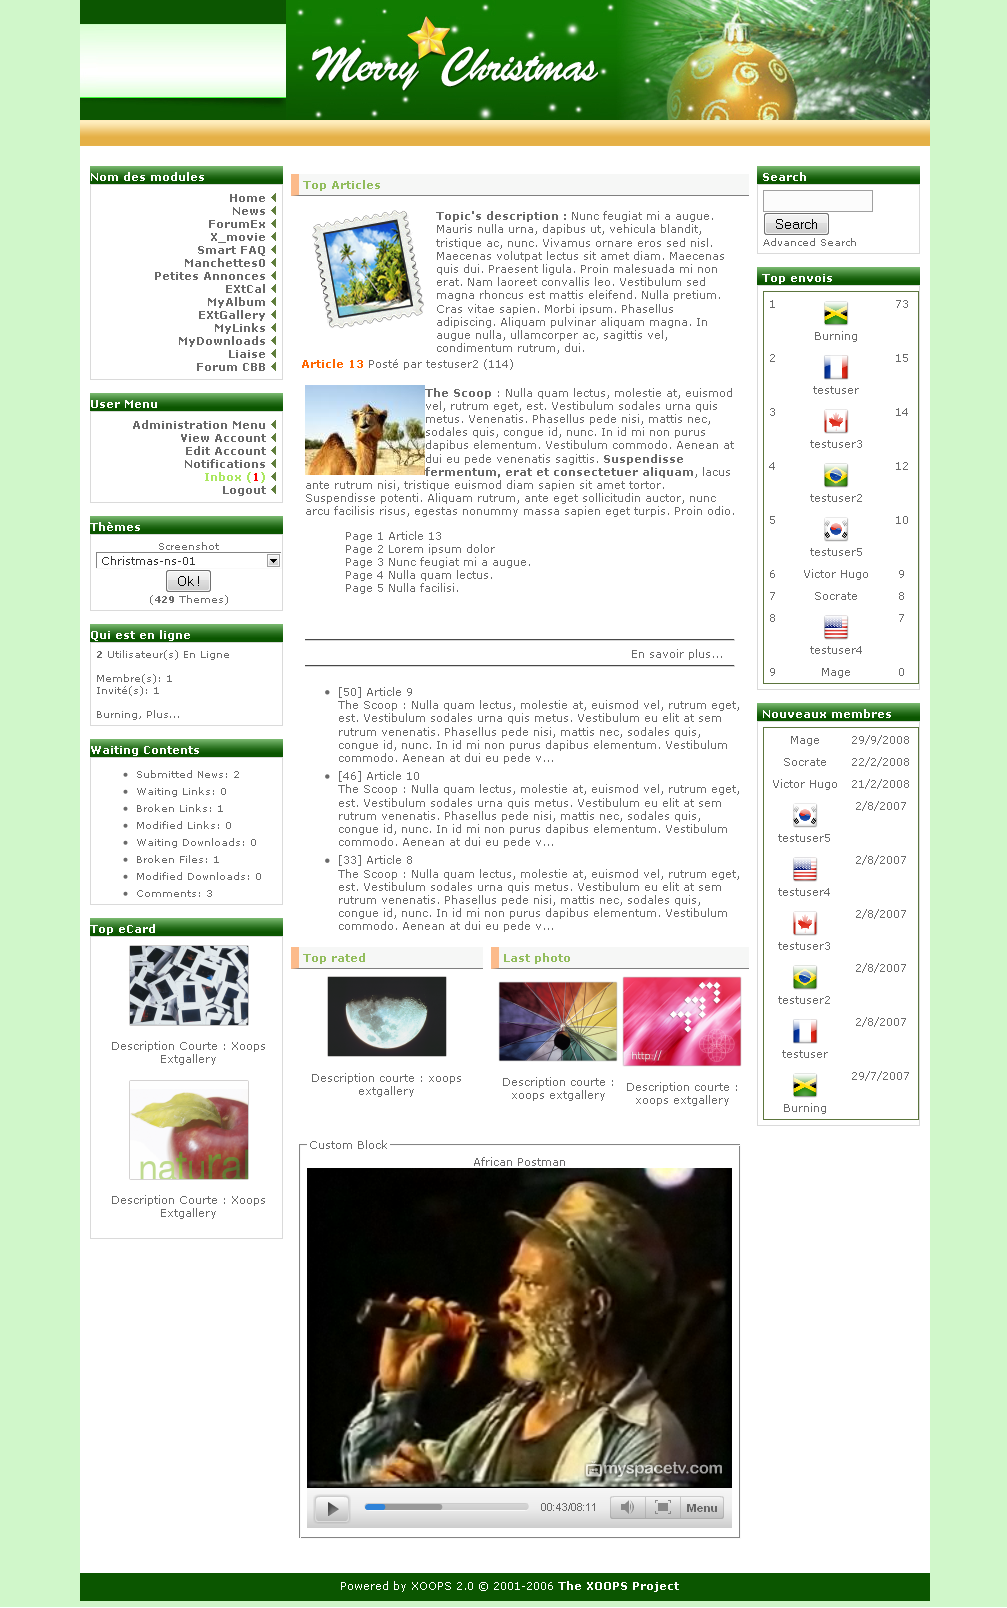 Merry Christmas
Nom des modules
Home
News
ForumEx
X_movie
Smart FAQ
Manchettes0
Petites Annonces
EXtCal
MyAlbum
EXtGallery
MyLinks
MyDownloads
Liaise
Forum CBB
User Menu
Administration Menu
View Account
Edit Account
Notifications
Inbox (1)
Logout
Thèmes
Screenshot
Christmas-ns-01
Ok!
(429 Themes)
Qui est en ligne
2 Utilisateur(s) En Ligne
Membre(s): 1
Invité(s): 1
Burning, Plus...
Waiting Contents
Submitted News: 2
Waiting Links: 0
Broken Links: 1
Modified Links: 0
Waiting Downloads: 0
Broken Files: 1
Modified Downloads: 0
Comments: 3
Top eCard
Description Courte : Xoops
Extgallery
natural
Description Courte : Xoops
Extgallery
Top Articles
Topic's description : Nunc feugiat mi a augue.
Mauris nulla urna, dapibus ut, vehicula blandit,
tristique ac, nunc. Vivamus ornare eros sed nisl.
Maecenas volutpat lectus sit amet diam. Maecenas
quis dui. Praesent ligula. Proin malesuada mi non
erat. Nam laoreet convallis leo. Vestibulum sed
magna rhoncus est mattis eleifend. Nulla pretium.
Cras vitae sapien. Morbi ipsum. Phasellus
adipiscing. Aliquam pulvinar aliquam magna. In
augue nulla, ullamcorper ac, sagittis vel,
condimentum rutrum, dui.
Article 13 Posté par testuser2 (114)
The Scoop : Nulla quam lectus, molestie at, euismod
vel, rutrum eget, est. Vestibulum sodales urna quis
metus. Venenatis. Phasellus pede nisi, mattis nec,
sodales quis, congue id, nunc. In id mi non purus
dapibus elementum. Vestibulum commodo. Aenean at
dui eu pede venenatis sagittis. Suspendisse
fermentum, erat et consectetuer aliquam, lacus
ante rutrum nisi, tristique euismod diam sapien sit amet tortor.
Suspendisse potenti. Aliquam rutrum, ante eget sollicitudin auctor, nunc
arcu facilisis risus, egestas nonummy massa sapien eget turpis. Proin odio.
Page 1 Article 13
Page 2 Lorem ipsum dolor
Page 3 Nunc feugiat mi a augue.
Page 4 Nulla quam lectus.
Page 5 Nulla facilisi.
En savoir plus...
[50] Article 9
The Scoop : Nulla quam lectus, molestie at, euismod vel, rutrum eget,
est. Vestibulum sodales urna quis metus. Vestibulum eu elit at sem
rutrum venenatis. Phasellus pede nisi, mattis nec, sodales quis,
congue id, nunc. In id mi non purus dapibus elementum. Vestibulum
commodo. Aenean at dui eu pede v...
[46] Article 10
The Scoop : Nulla quam lectus, molestie at, euismod vel, rutrum eget,
est. Vestibulum sodales urna quis metus. Vestibulum eu elit at sem
rutrum venenatis. Phasellus pede nisi, mattis nec, sodales quis,
congue id, nunc. In id mi non purus dapibus elementum. Vestibulum
commodo. Aenean at dui eu pede v...
[33] Article 8
The Scoop : Nulla quam lectus, molestie at, euismod vel, rutrum eget,
est. Vestibulum sodales urna quis metus. Vestibulum eu elit at sem
rutrum venenatis. Phasellus pede nisi, mattis nec, sodales quis,
congue id, nunc. In id mi non purus dapibus elementum. Vestibulum
commodo. Aenean at dui eu pede v...
Top rated
Description courte : xoops
extgallery
Last photo
Description courte :
xoops extgallery
http://
Description courte :
xoops extgallery
Custom Block
African Postman
myspacetv.com
00:43/08:11
Menu
Search
Search
Advanced Search
Top envois
1 Burning 73
2 testuser 15
3 testuser3 14
4 testuser2 12
5 testuser5 10
6 Victor Hugo 9
7 Socrate 8
8 testuser4 7
9 Mage 0
Nouveaux membres
Mage 29/9/2008
Socrate 22/2/2008
Victor Hugo 21/2/2008
testuser5 2/8/2007
testuser4 2/8/2007
testuser3 2/8/2007
testuser2 2/8/2007
testuser 2/8/2007
Burning 29/7/2007
Powered by XOOPS 2.0 © 2001-2006 The XOOPS Project